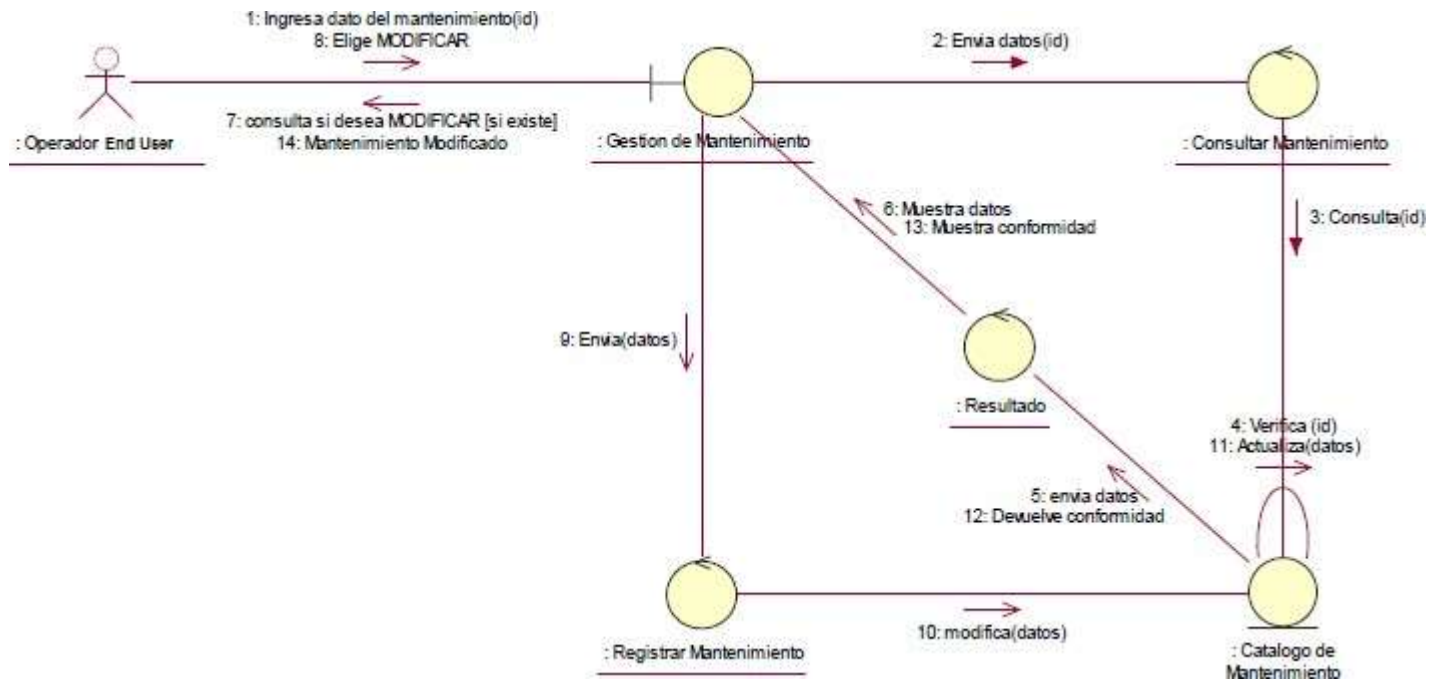 1: Ingresa dato del mantenimiento(id)
8: Elige MODIFICAR
2: Envia datos(id)
7: consulta si desea MODIFICAR [si existe]
14: Mantenimiento Modificado
: Operador End User
: Gestion de Mantenimiento
: Consultar Mantenimiento
6: Muestra datos
13: Muestra conformidad
3: Consulta(id)
9: Envia(datos)
: Resultado
4: Verifica (id)
11: Actualiza(datos)
5: envia datos
12: Devuelve conformidad
10: modifica(datos)
: Registrar Mantenimiento
: Catalogo de
Mantenimiento